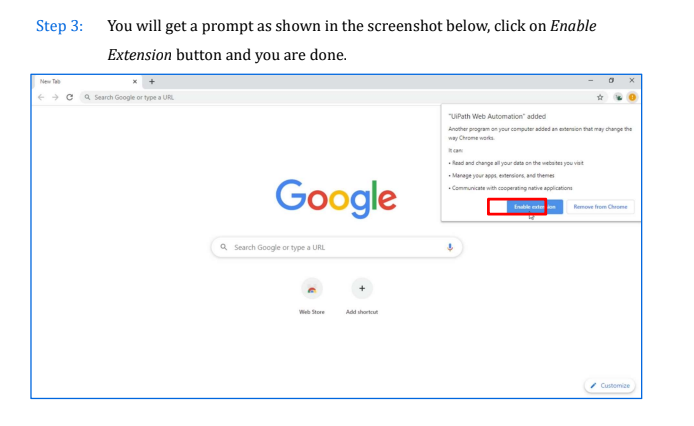 Step 3: You will get a prompt as shown in the screenshot below, click on Enable
Extension button and you are done.
New Tab
Search Google or type a URL
"UiPath Web Automation" added
Another program on your computer added an extension that may change the
way Chrome works.
It can:
• Read and change all your data on the websites you visit
• Manage your apps, extensions, and themes
• Communicate with cooperating native applications
Enable extension Remove from Chrome
Google
Search Google or type a URL
Web Store Add shortcut
Customize